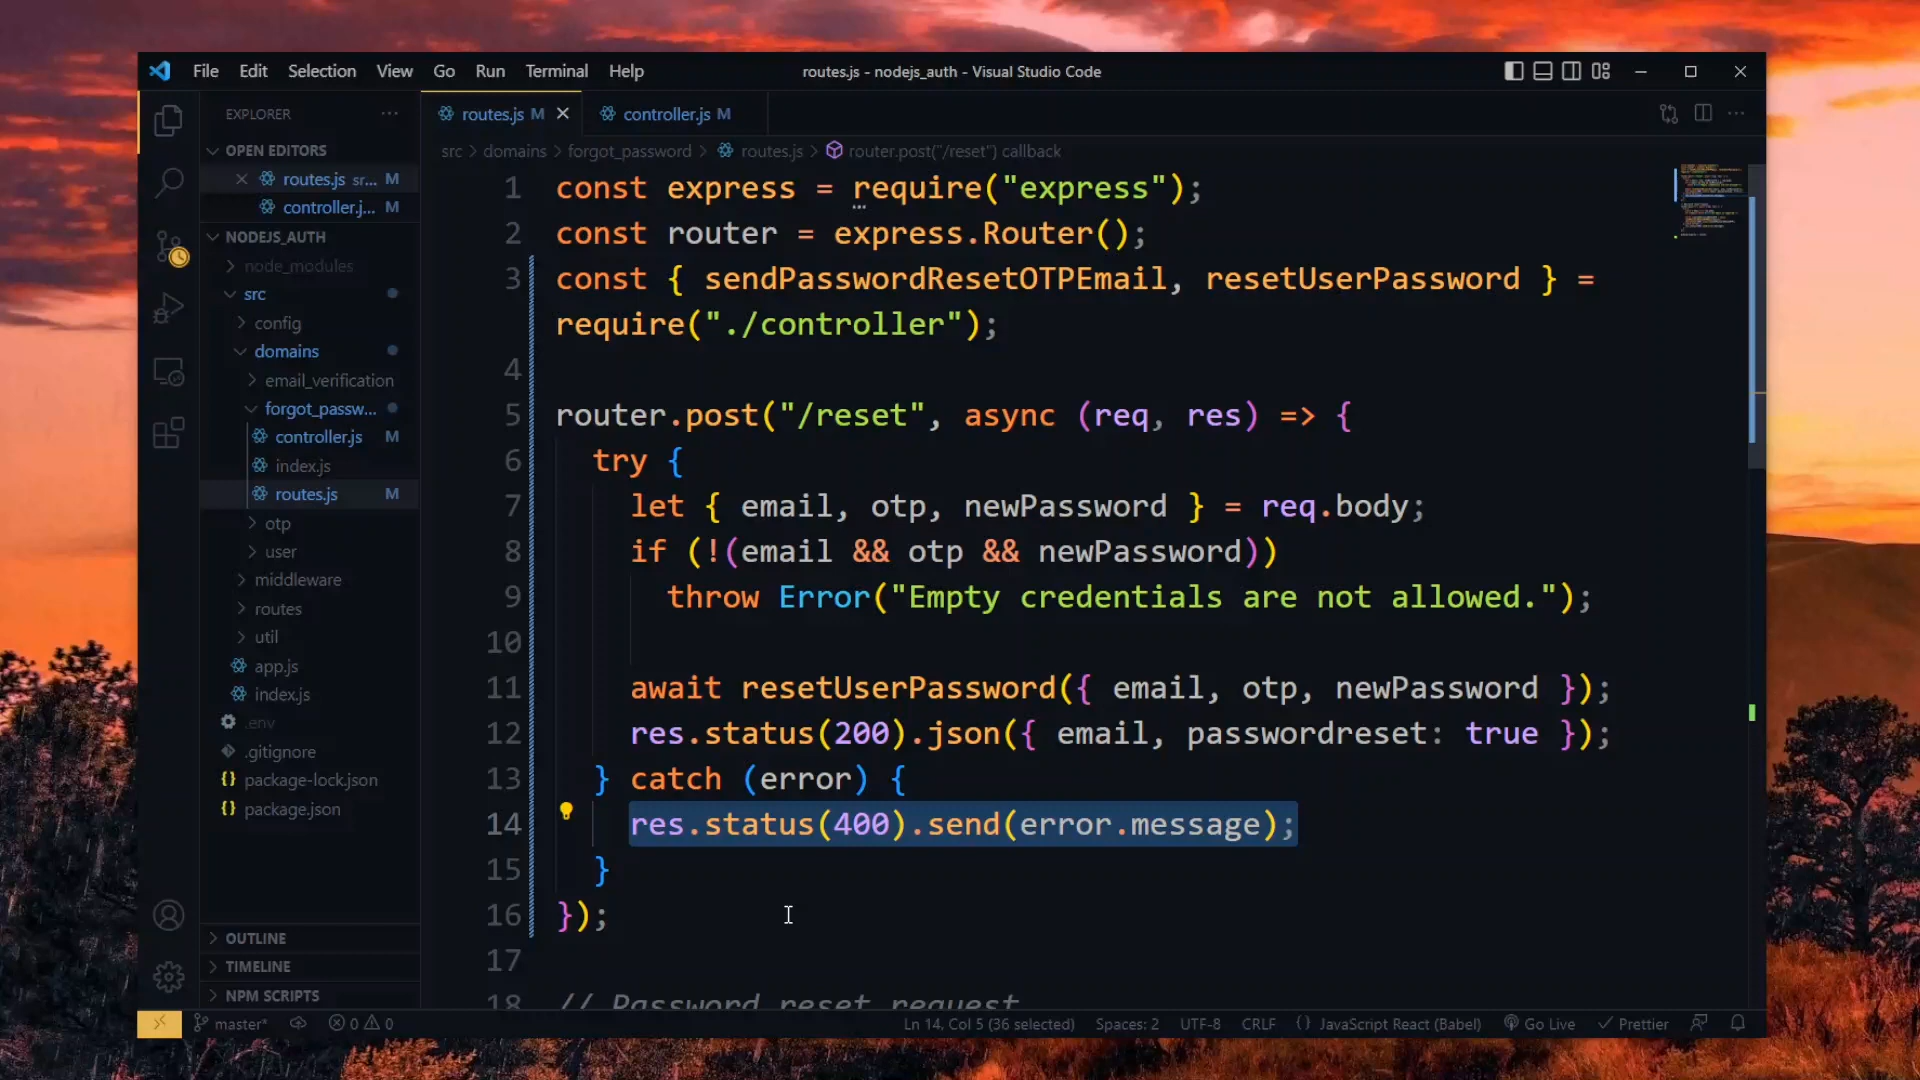 File Edit Selection View Go Run Terminal Help
routes.js - nodejs_auth - Visual Studio Code
EXPLORER
OPEN EDITORS
routes.js sr... M
controller.j... M
NODEJS_AUTH
node_modules
src
config
domains
email_verification
forgot_passw...
controller.js M
index.js
routes.js M
otp
user
middleware
routes
util
app.js
index.js
.env
.gitignore
package-lock.json
package.json
OUTLINE
TIMELINE
NPM SCRIPTS
routes.js M
controller.js M
src > domains > forgot_password > routes.js > router.post("/reset") callback
1 const express = require("express");
2 const router = express.Router();
3 const { sendPasswordResetOTPEmail, resetUserPassword } =
require("./controller");
4
5 router.post("/reset", async (req, res) => {
6 try {
7 let { email, otp, newPassword } = req.body;
8 if (!(email && otp && newPassword))
9 throw Error("Empty credentials are not allowed.");
10
11 await resetUserPassword({ email, otp, newPassword });
12 res.status(200).json({ email, passwordreset: true });
13 } catch (error) {
14 res.status(400).send(error.message);
15 }
16 });
17
18 // Password reset request
master* 0 0 Ln 14, Col 5 (36 selected) Spaces: 2 UTF-8 CRLF JavaScript React (Babel) Go Live Prettier